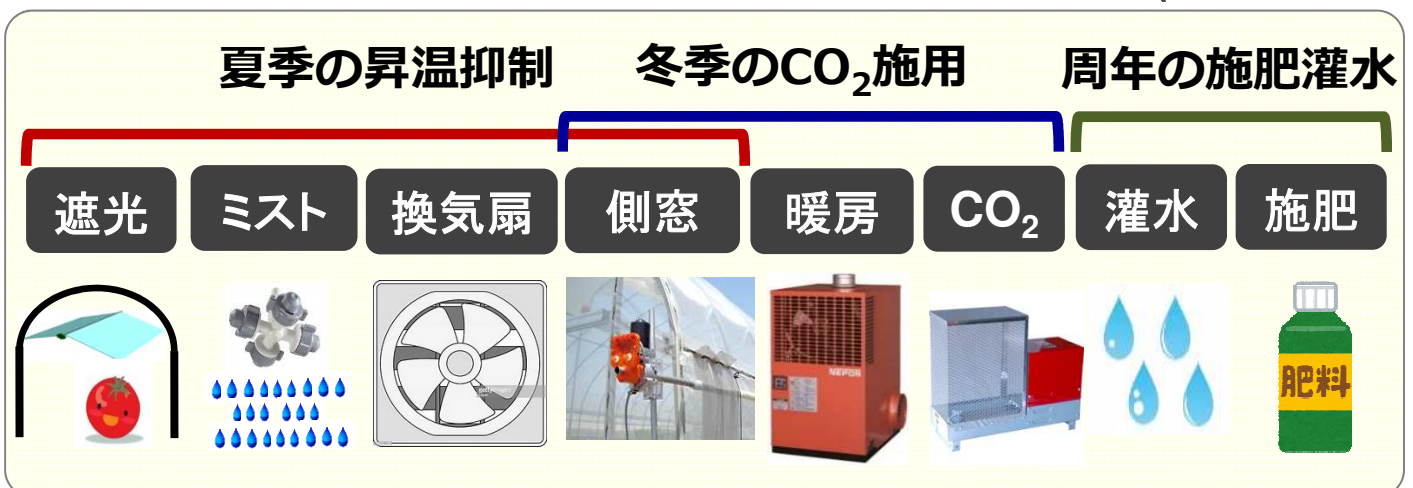 夏季の昇温抑制
冬季のCO₂施用
周年の施肥灌水
遮光
ミスト
換気扇
側窓
暖房
CO₂
灌水
施肥
NEPON
肥料